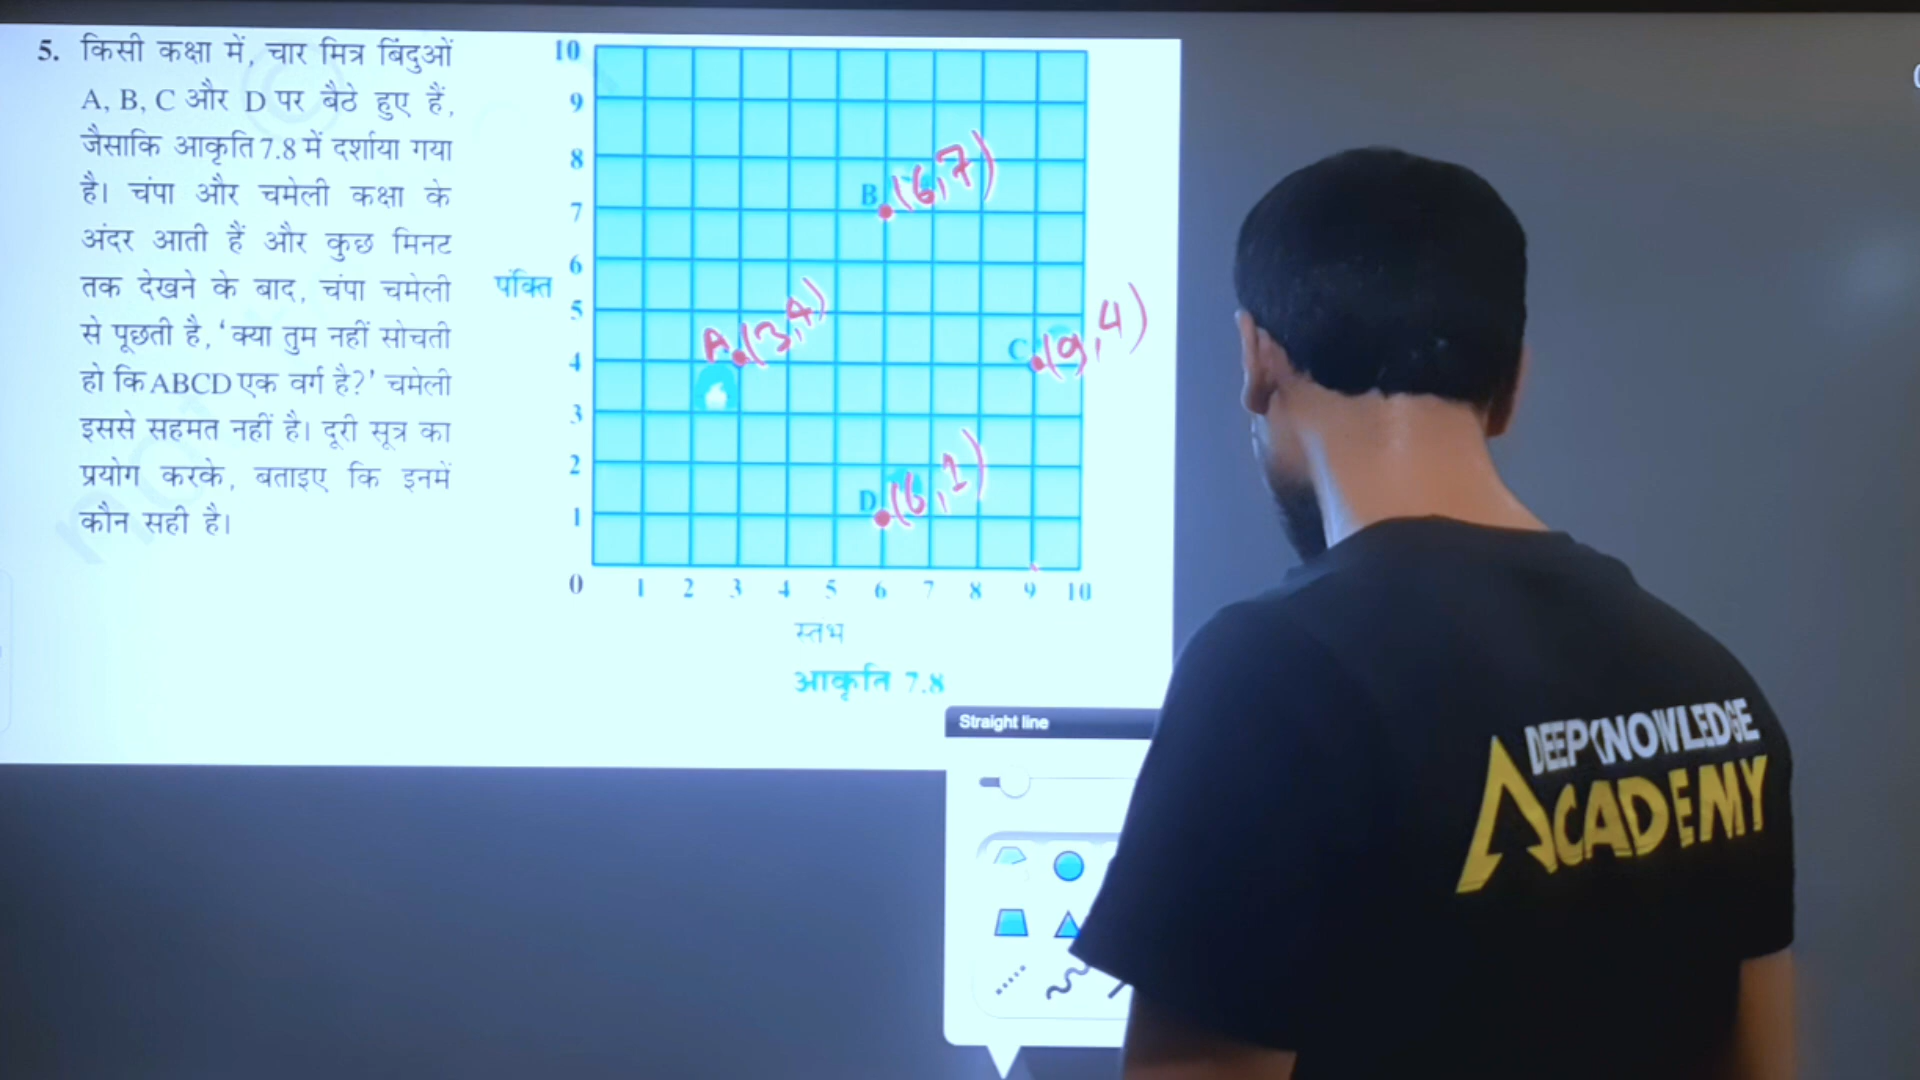 5. किसी कक्षा में, चार मित्र बिंदुओं
A, B, C और D पर बैठे हुए हैं,
जैसाकि आकृति 7.8 में दर्शाया गया
है। चंपा और चमेली कक्षा के
अंदर आती हैं और कुछ मिनट
तक देखने के बाद, चंपा चमेली
से पूछती है, ‘क्या तुम नहीं सोचती
हो कि ABCD एक वर्ग है?’ चमेली
इससे सहमत नहीं है। दूरी सूत्र का
प्रयोग करके, बताइए कि इनमें
कौन सही है।
10
9
8
B (6,7)
7
6
पंक्ति
5
A (3,4)
C (9,4)
4
3
2
D (6,1)
1
0 1 2 3 4 5 6 7 8 9 10
स्तंभ
आकृति 7.8
Straight line
DEEP KNOWLEDGE
ACADEMY